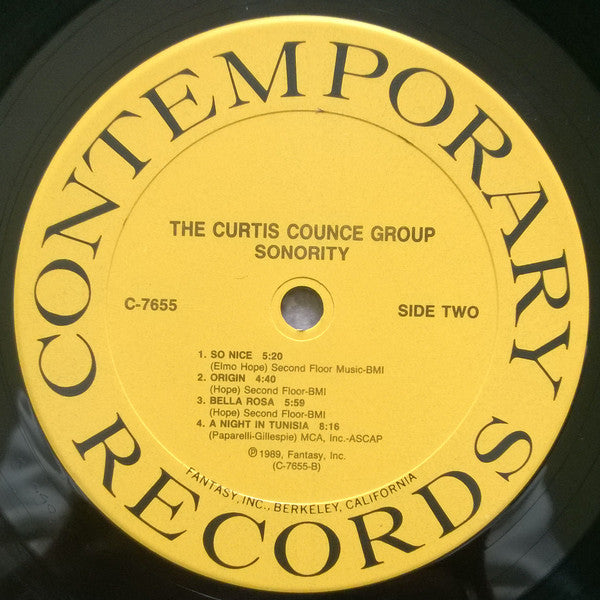 CONTEMPORARY
RECORDS
THE CURTIS COUNCE GROUP
SONORITY
C-7655
SIDE TWO
1. SO NICE 5:20
(Elmo Hope) Second Floor Music-BMI
2. ORIGIN 4:40
(Hope) Second Floor-BMI
3. BELLA ROSA 5:59
(Hope) Second Floor-BMI
4. A NIGHT IN TUNISIA 8:16
(Paparelli-Gillespie) MCA, Inc.-ASCAP
℗ 1989, Fantasy, Inc.
(C-7655-B)
FANTASY, INC., BERKELEY, CALIFORNIA